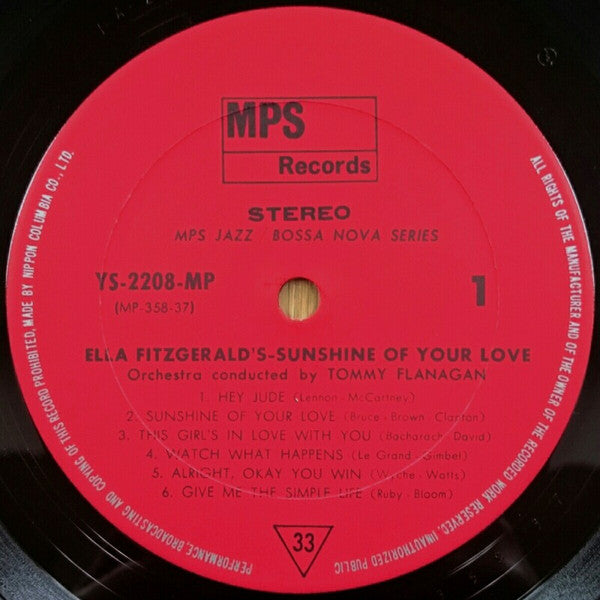 MPS
Records
STEREO
MPS JAZZ BOSSA NOVA SERIES
YS-2208-MP
(MP-358-37)
1
ELLA FITZGERALD'S-SUNSHINE OF YOUR LOVE
Orchestra conducted by TOMMY FLANAGAN
1. HEY JUDE (Lennon - McCartney)
2. SUNSHINE OF YOUR LOVE (Bruce - Brown - Clanton)
3. THIS GIRL'S IN LOVE WITH YOU (Bacharach - David)
4. WATCH WHAT HAPPENS (Le Grand - Gimbel)
5. ALRIGHT, OKAY YOU WIN (Wyche - Watts)
6. GIVE ME THE SIMPLE LIFE (Ruby - Bloom)
33
ALL RIGHTS OF THE MANUFACTURER AND OF THE OWNER OF THE RECORDED WORK RESERVED, UNAUTHORIZED PUBLIC
PERFORMANCE, BROADCASTING AND COPYING OF THIS RECORD PROHIBITED, MADE BY NIPPON COLUMBIA CO., LTD.